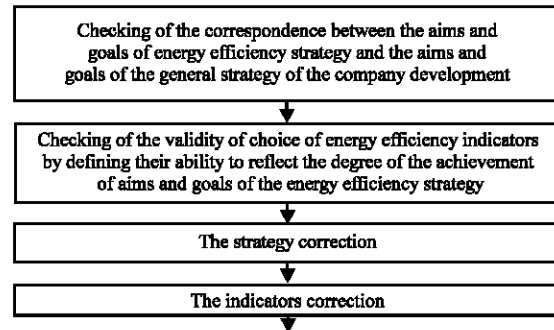 Checking of the correspondence between the aims and
goals of energy efficiency strategy and the aims and
goals of the general strategy of the company development
Checking of the validity of choice of energy efficiency indicators
by defining their ability to reflect the degree of the achievement
of aims and goals of the energy efficiency strategy
The strategy correction
The indicators correction